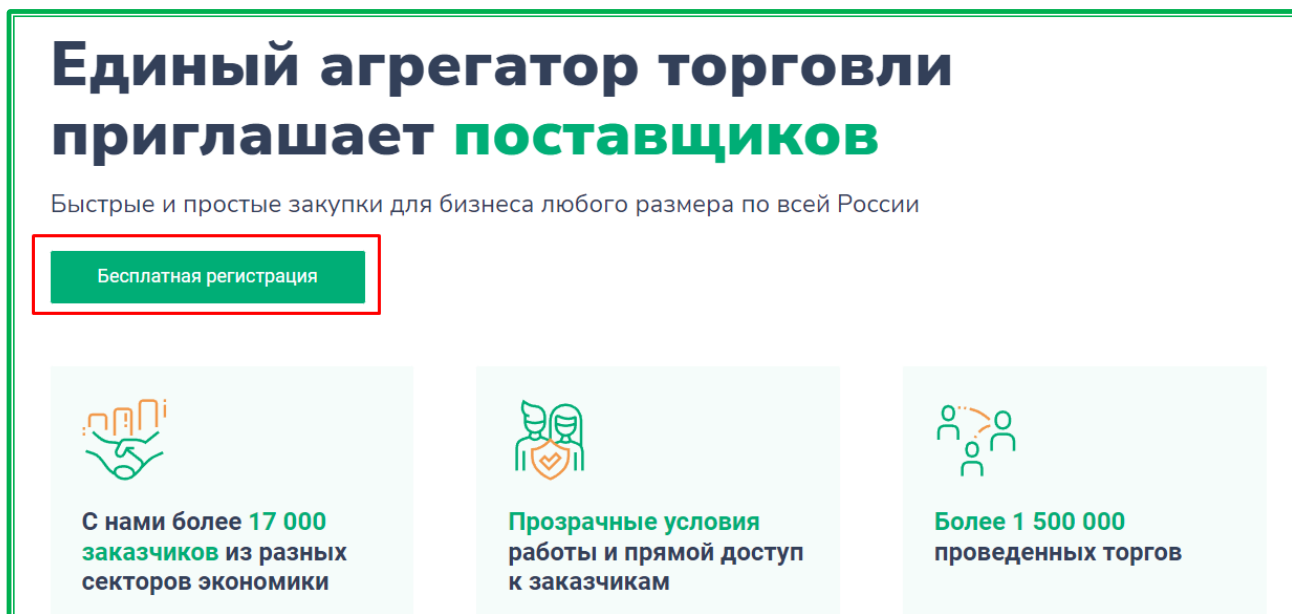 Единый агрегатор торговли
приглашает поставщиков
Быстрые и простые закупки для бизнеса любого размера по всей России
Бесплатная регистрация
С нами более 17 000
заказчиков из разных
секторов экономики
Прозрачные условия
работы и прямой доступ
к заказчикам
Более 1 500 000
проведенных торгов